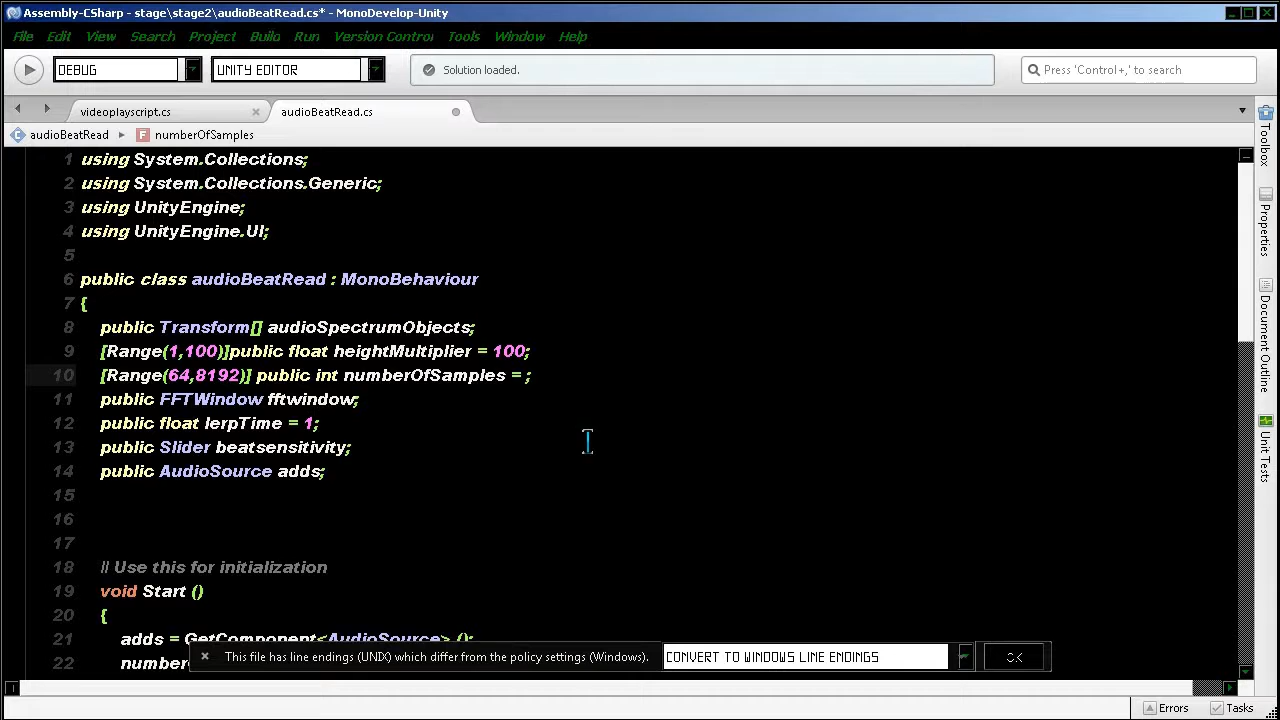 Assembly-CSharp - stage\stage2\audioBeatRead.cs* - MonoDevelop-Unity
File Edit View Search Project Build Run Version Control Tools Window Help
DEBUG UNITY EDITOR Solution loaded. Press 'Control+,' to search
videoplayscript.cs audioBeatRead.cs
audioBeatRead numberOfSamples
1 using System.Collections;
2 using System.Collections.Generic;
3 using UnityEngine;
4 using UnityEngine.UI;
5
6 public class audioBeatRead : MonoBehaviour
7 {
8 public Transform[] audioSpectrumObjects;
9 [Range(1,100)]public float heightMultiplier = 100;
10 [Range(64,8192)] public int numberOfSamples = ;
11 public FFTWindow fftwindow;
12 public float lerpTime = 1;
13 public Slider beatsensitivity;
14 public AudioSource adds;
15
16
17
18 // Use this for initialization
19 void Start ()
20 {
21 adds = GetComponent<AudioSource> ();
22 number
This file has line endings (UNIX) which differ from the policy settings (Windows). CONVERT TO WINDOWS LINE ENDINGS OK
Toolbox
Properties
Document Outline
Unit Tests
Errors Tasks